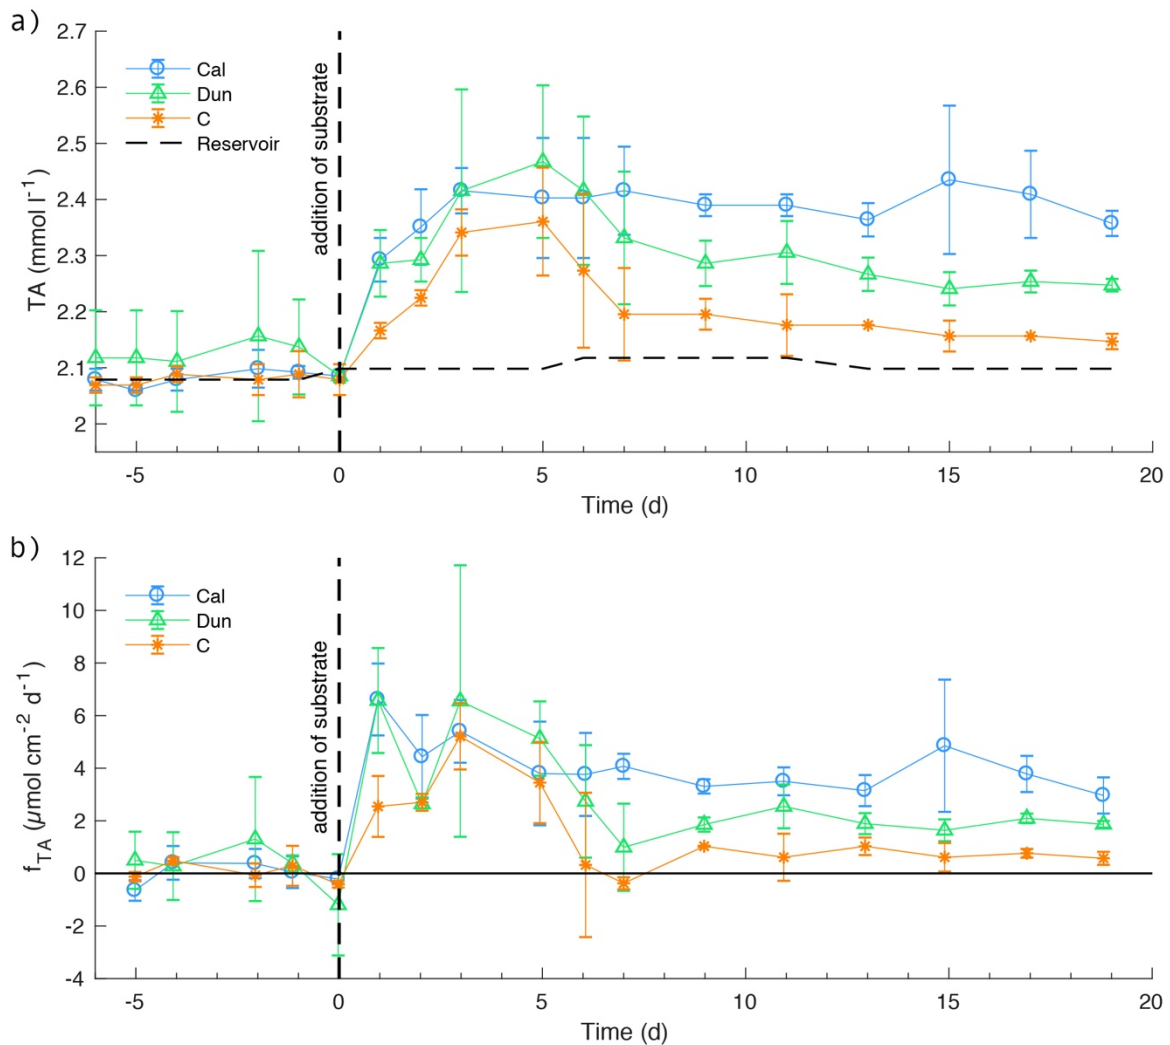 a)
2.7
2.6
2.5
2.4
2.3
2.2
2.1
2
TA (mmol l⁻¹)
Cal
Dun
C
Reservoir
addition of substrate
-5 0 5 10 15 20
Time (d)
b)
12
10
8
6
4
2
0
-2
-4
f_TA (µmol cm⁻² d⁻¹)
Cal
Dun
C
addition of substrate
-5 0 5 10 15 20
Time (d)